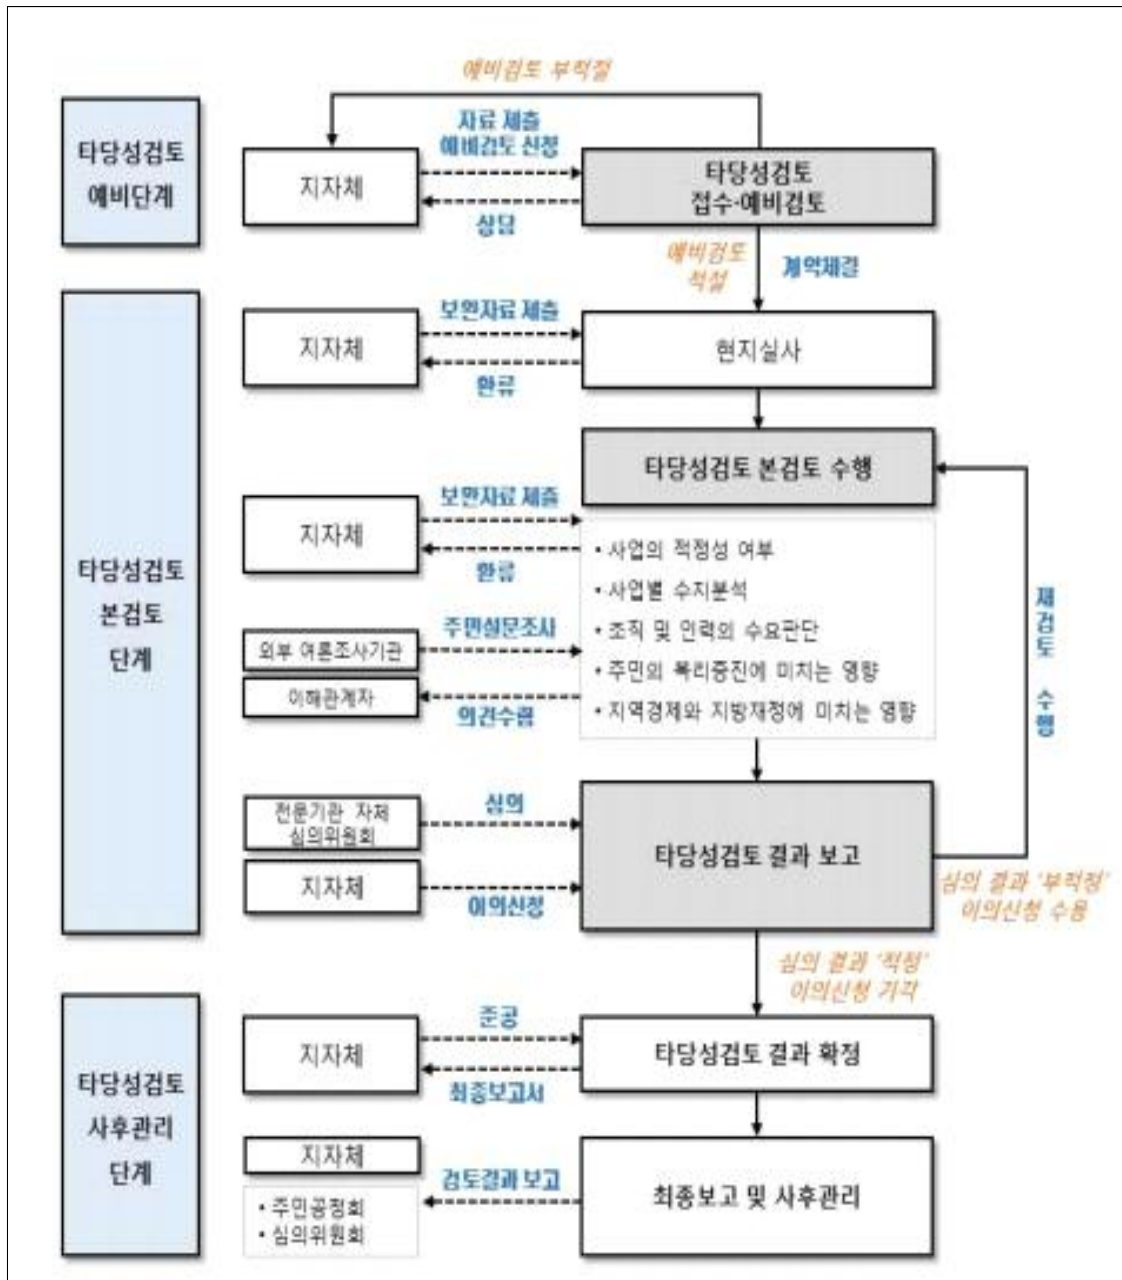 예비검토 부적절
타당성검토
예비단계
자료 제출
예비검토 신청
지자체
상담
타당성검토
접수·예비검토
예비검토
적절
계약체결
타당성검토
본검토
단계
보완자료 제출
지자체
환류
현지실사
타당성검토 본검토 수행
보완자료 제출
지자체
환류
• 사업의 적정성 여부
• 사업별 수지분석
• 조직 및 인력의 수요판단
• 주민의 복리증진에 미치는 영향
• 지역경제와 지방재정에 미치는 영향
주민설문조사
외부 여론조사기관
이해관계자
의견수렴
재검토 수행
전문기관 자체
심의위원회
심의
지자체
이의신청
타당성검토 결과 보고
심의 결과 '부적정'
이의신청 수용
심의 결과 '적정'
이의신청 기각
타당성검토
사후관리
단계
준공
지자체
최종보고서
타당성검토 결과 확정
지자체
검토결과 보고
• 주민공청회
• 심의위원회
최종보고 및 사후관리